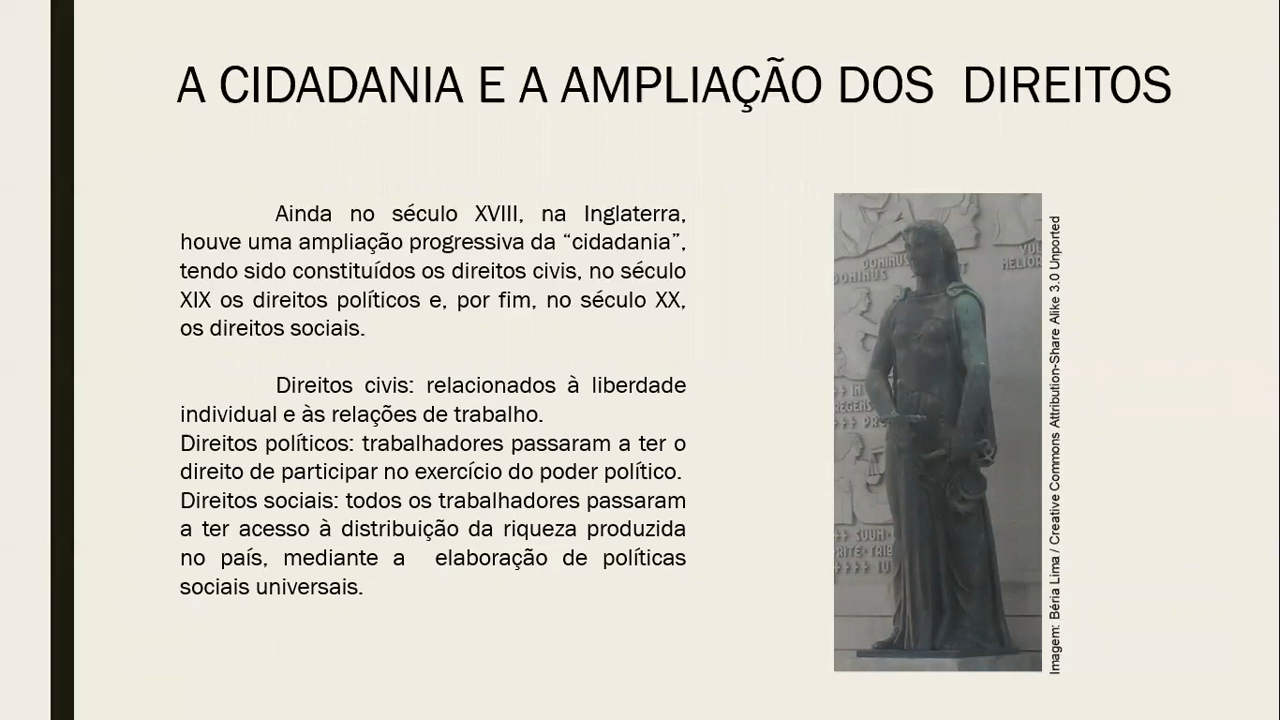 A CIDADANIA E A AMPLIAÇÃO DOS DIREITOS
Ainda no século XVIII, na Inglaterra,
houve uma ampliação progressiva da “cidadania”,
tendo sido constituídos os direitos civis, no século
XIX os direitos políticos e, por fim, no século XX,
os direitos sociais.
Direitos civis: relacionados à liberdade
individual e às relações de trabalho.
Direitos políticos: trabalhadores passaram a ter o
direito de participar no exercício do poder político.
Direitos sociais: todos os trabalhadores passaram
a ter acesso à distribuição da riqueza produzida
no país, mediante a elaboração de políticas
sociais universais.
DOMINUS
DOMINUS
Imagem: Béria Lima / Creative Commons Attribution-Share Alike 3.0 Unported